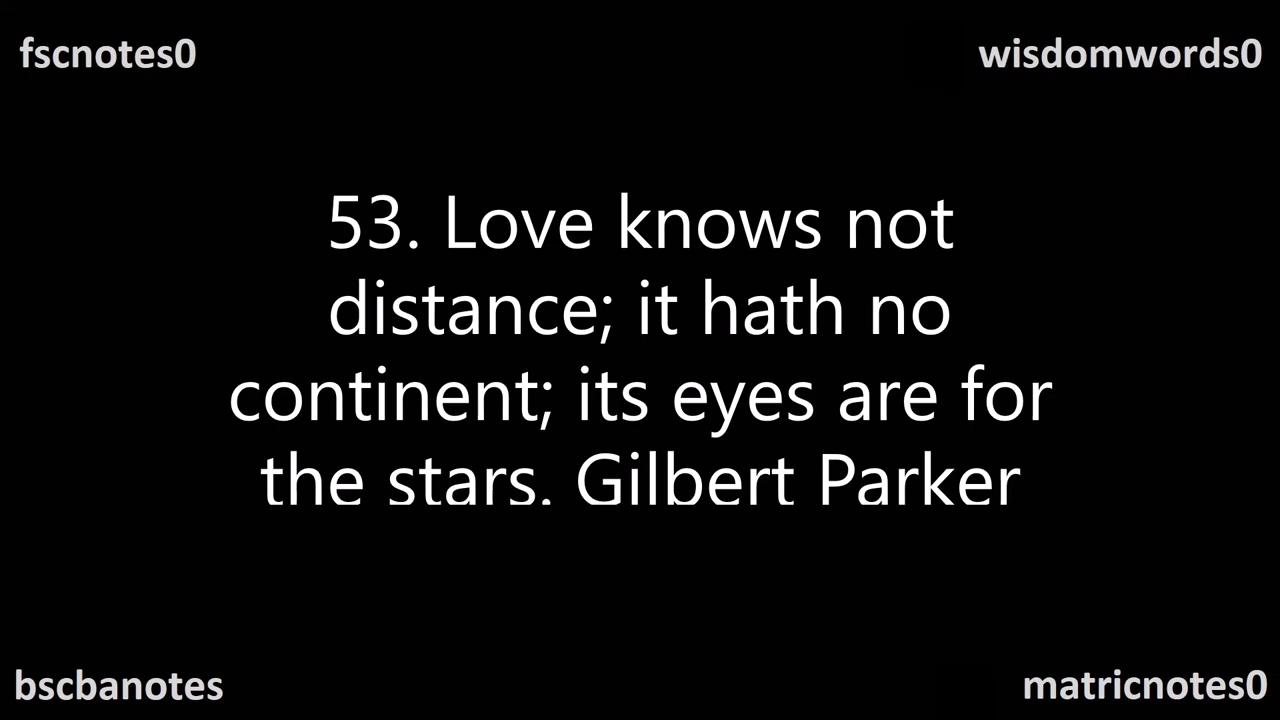 fscnotes0
wisdomwords0
53. Love knows not
distance; it hath no
continent; its eyes are for
the stars. Gilbert Parker
bscbanotes
matricnotes0